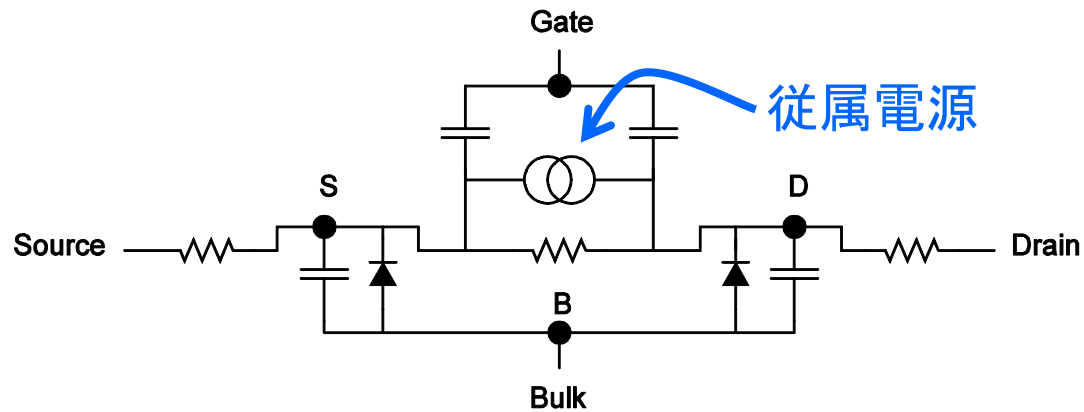 Gate
従属電源
S
D
Source
Drain
B
Bulk